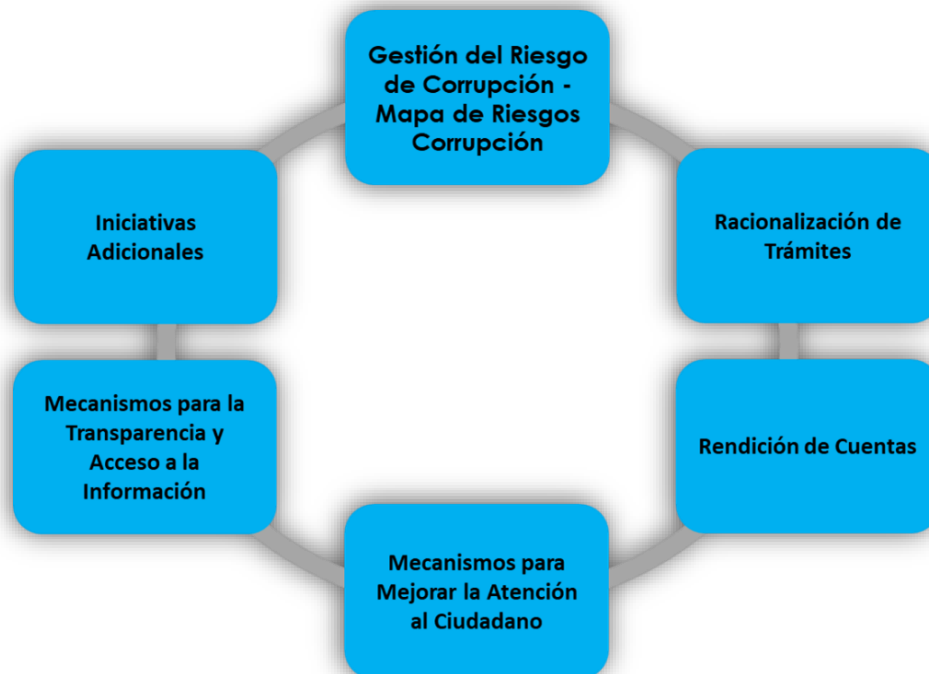 Gestión del Riesgo
de Corrupción -
Mapa de Riesgos
Corrupción
Racionalización de
Trámites
Rendición de Cuentas
Mecanismos para
Mejorar la Atención
al Ciudadano
Mecanismos para la
Transparencia y
Acceso a la
Información
Iniciativas
Adicionales